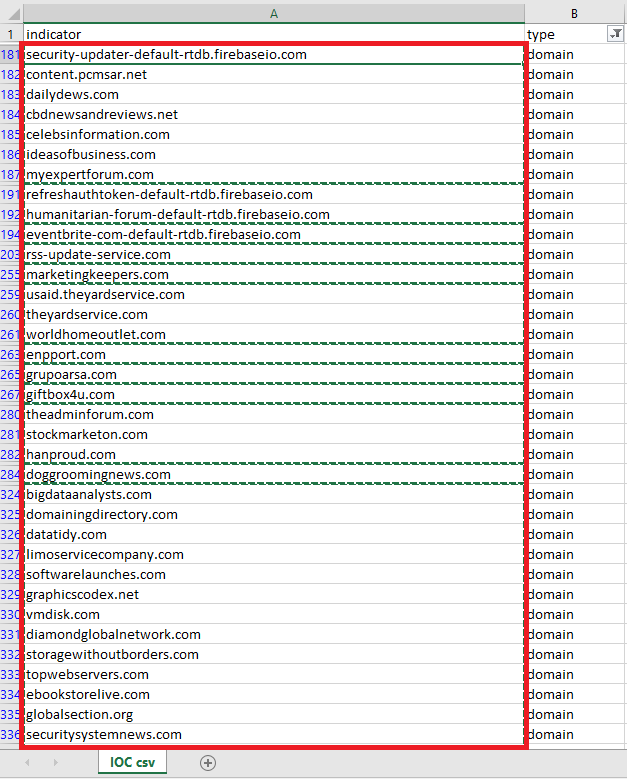 A B
1 indicator type
181 security-updater-default-rtdb.firebaseio.com domain
182 content.pcmsar.net domain
183 dailydews.com domain
184 cbdnewsandreviews.net domain
185 celebsinformation.com domain
186 ideasofbusiness.com domain
187 myexpertforum.com domain
191 refreshauthtoken-default-rtdb.firebaseio.com domain
192 humanitarian-forum-default-rtdb.firebaseio.com domain
194 eventbrite-com-default-rtdb.firebaseio.com domain
203 rss-update-service.com domain
255 marketingkeepers.com domain
259 usaid.theyardservice.com domain
260 theyardservice.com domain
261 worldhomeoutlet.com domain
263 enpport.com domain
265 grupoarsa.com domain
267 giftbox4u.com domain
280 theadminforum.com domain
281 stockmarketon.com domain
282 hanproud.com domain
284 doggroomingnews.com domain
324 bigdataanalysts.com domain
325 domainingdirectory.com domain
326 datatidy.com domain
327 limoservicecompany.com domain
328 softwarelaunches.com domain
329 graphicscodex.net domain
330 vmdisk.com domain
331 diamondglobalnetwork.com domain
332 storagewithoutborders.com domain
333 topwebservers.com domain
334 ebookstorelive.com domain
335 globalsection.org domain
336 securitysystemnews.com domain
IOC csv